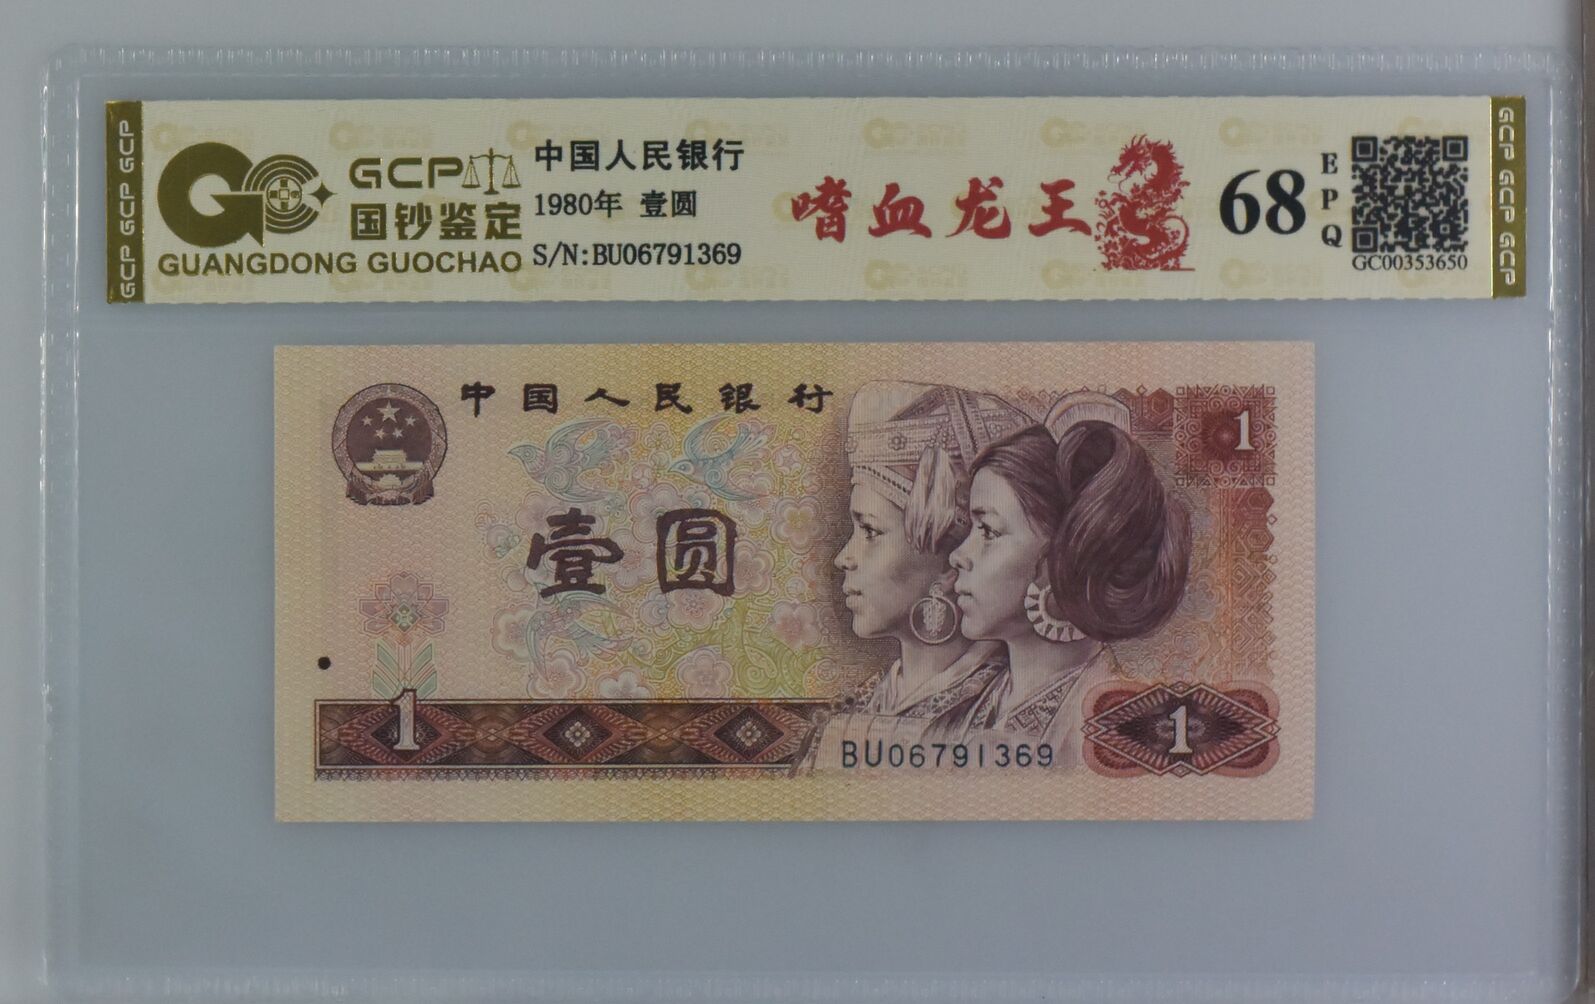 GCP GCP GCP
GCP
国钞鉴定
GUANGDONG GUOCHAO
中国人民银行
1980年 壹圆
S/N:BU06791369
嗜血龙王
68
EPQ
GC00353650
GCP GCP GCP
中国人民银行
1
壹圆
1
BU06791369
1